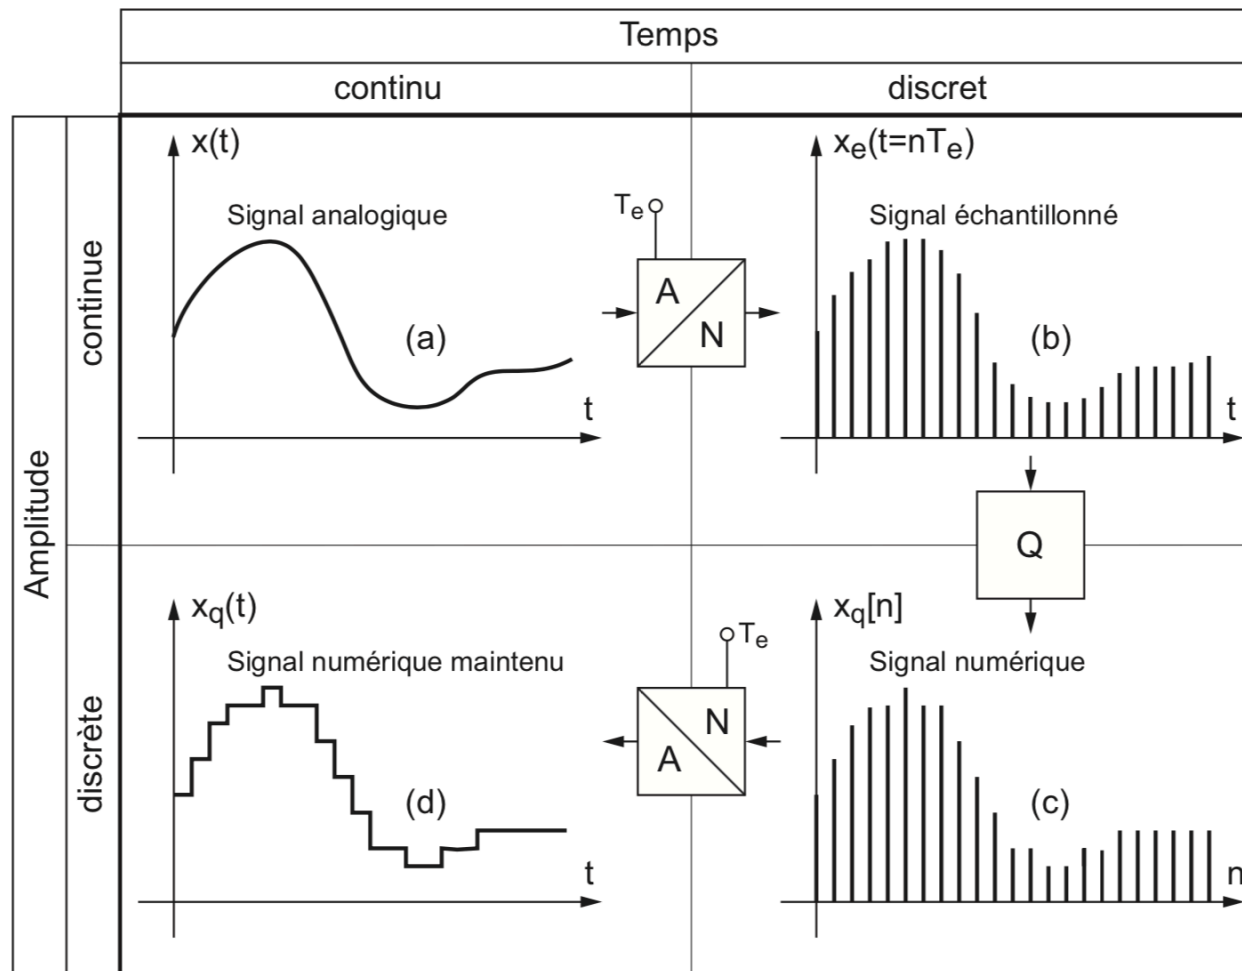 Temps
continu
discret
Amplitude
continue
x(t)
Signal analogique
(a)
t
Te
A
N
xe(t=nTe)
Signal échantillonné
(b)
t
Q
discrète
xq(t)
Signal numérique maintenu
(d)
t
Te
N
A
xq[n]
Signal numérique
(c)
n